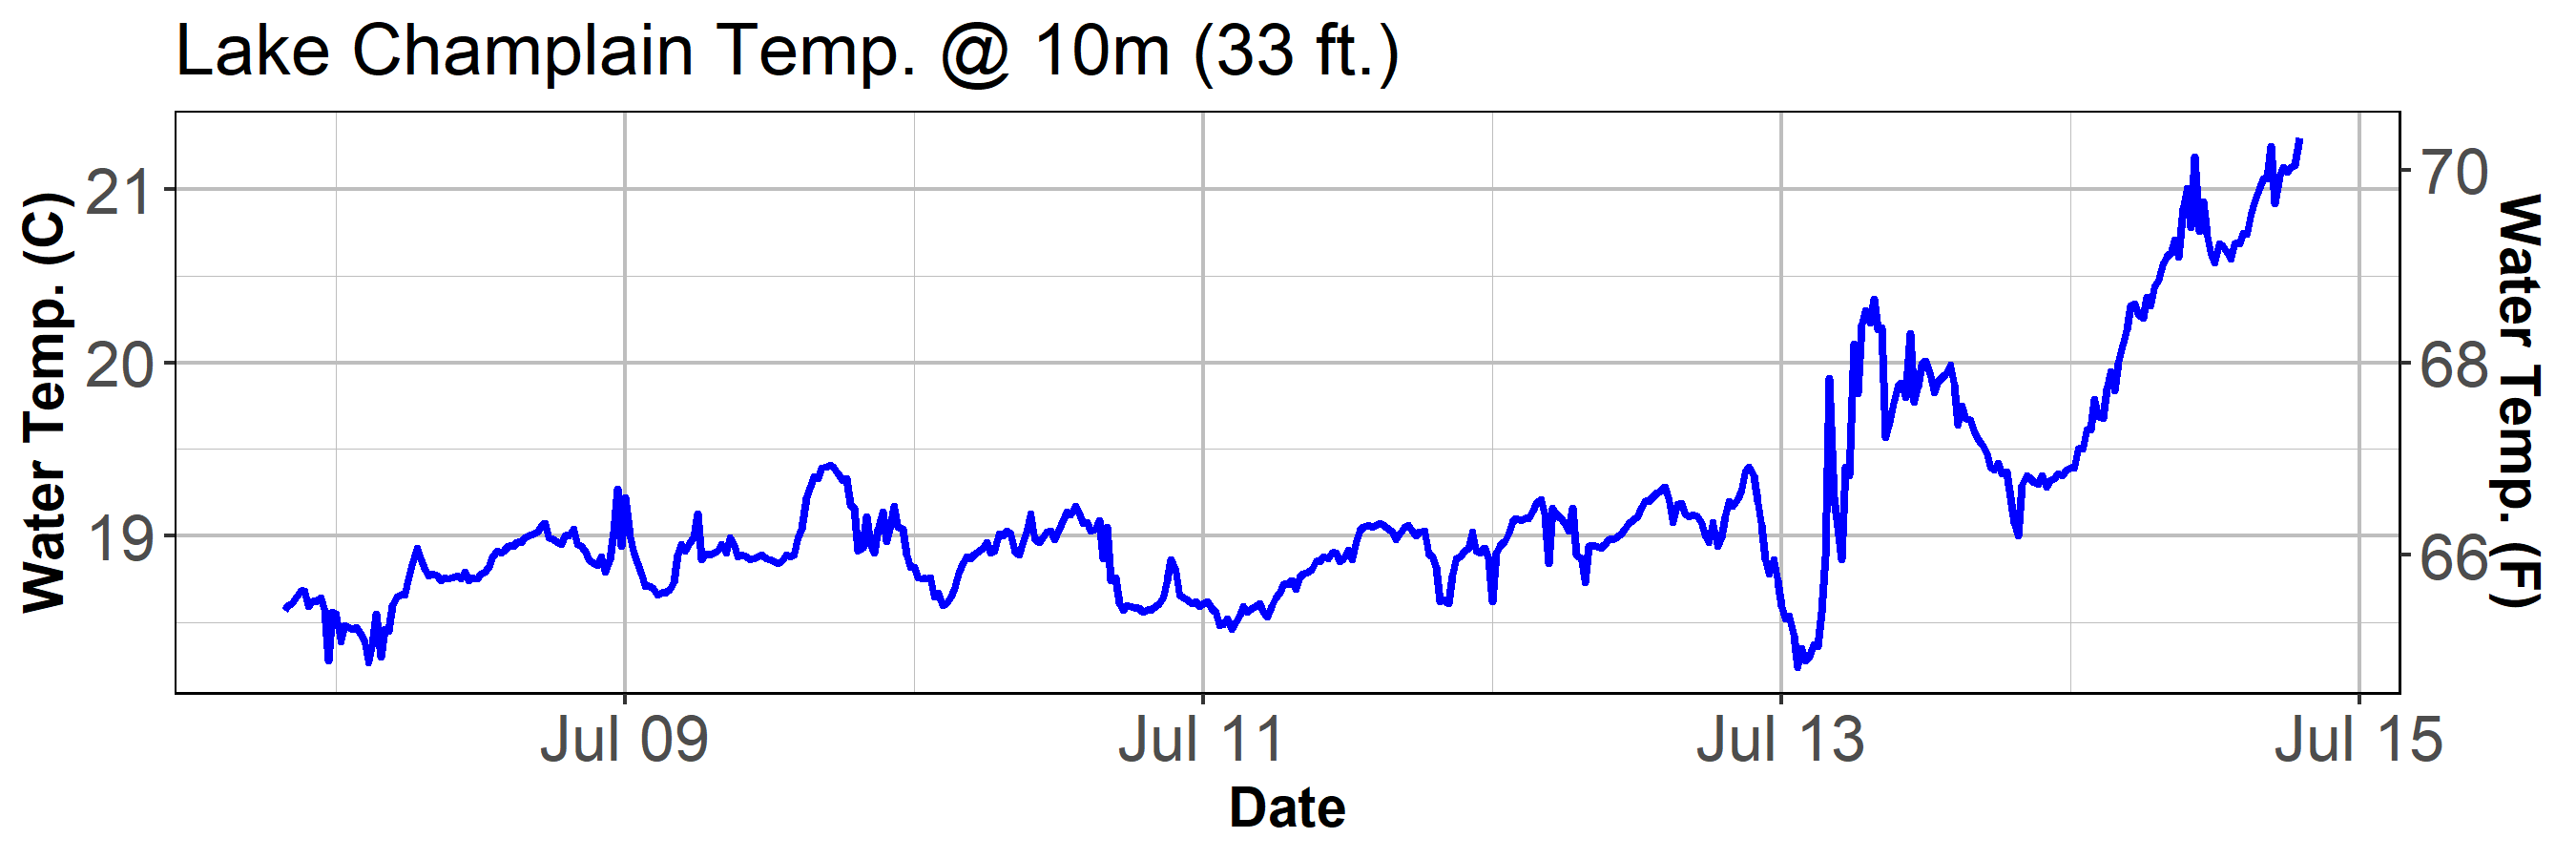 Lake Champlain Temp. @ 10m (33 ft.)
Water Temp. (C)
21
20
19
70
68
66
Water Temp. (F)
Jul 09
Jul 11
Jul 13
Jul 15
Date